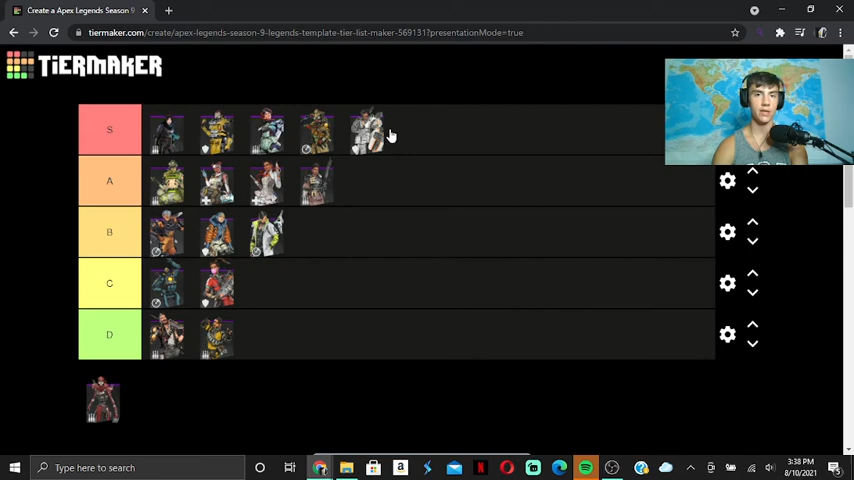 Create a Apex Legends Season 9
tiermaker.com/create/apex-legends-season-9-legends-template-tier-list-maker-569131?presentationMode=true
TIERMAKER
S
A
B
C
D
Type here to search
3:38 PM
8/10/2021